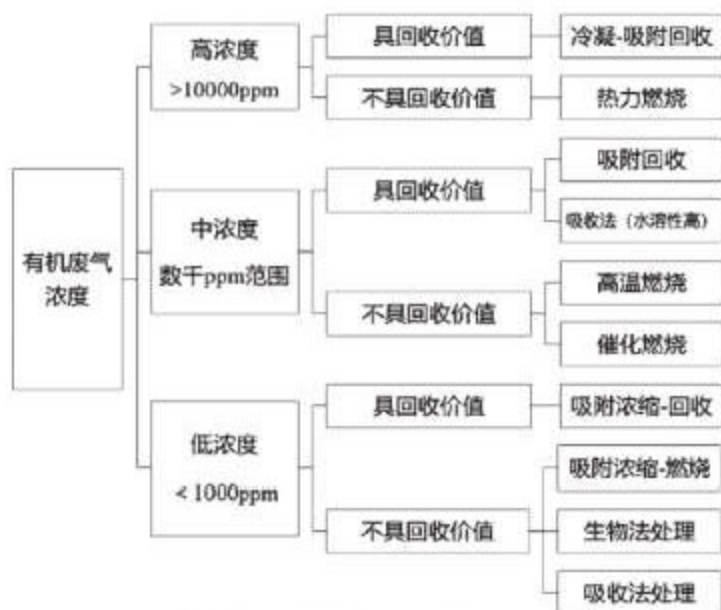 有机废气
浓度
高浓度
>10000ppm
具回收价值
冷凝-吸附回收
不具回收价值
热力燃烧
中浓度
数千ppm范围
具回收价值
吸附回收
吸收法（水溶性高）
不具回收价值
高温燃烧
催化燃烧
低浓度
<1000ppm
具回收价值
吸附浓缩-回收
不具回收价值
吸附浓缩-燃烧
生物法处理
吸收法处理